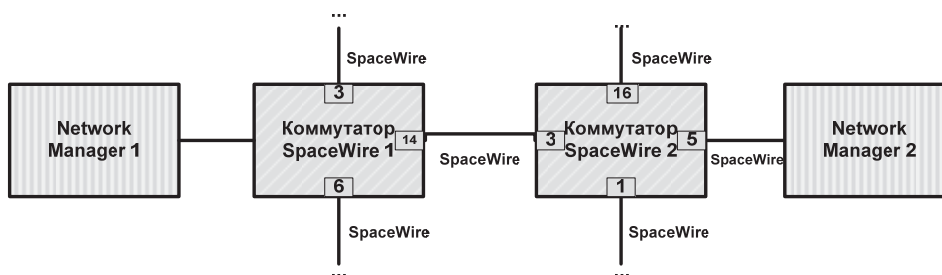 ... ...
SpaceWire SpaceWire
3 16
Network Manager 1
Коммутатор SpaceWire 1
14
SpaceWire
3
Коммутатор SpaceWire 2
5
SpaceWire
Network Manager 2
6 1
SpaceWire SpaceWire
... ...